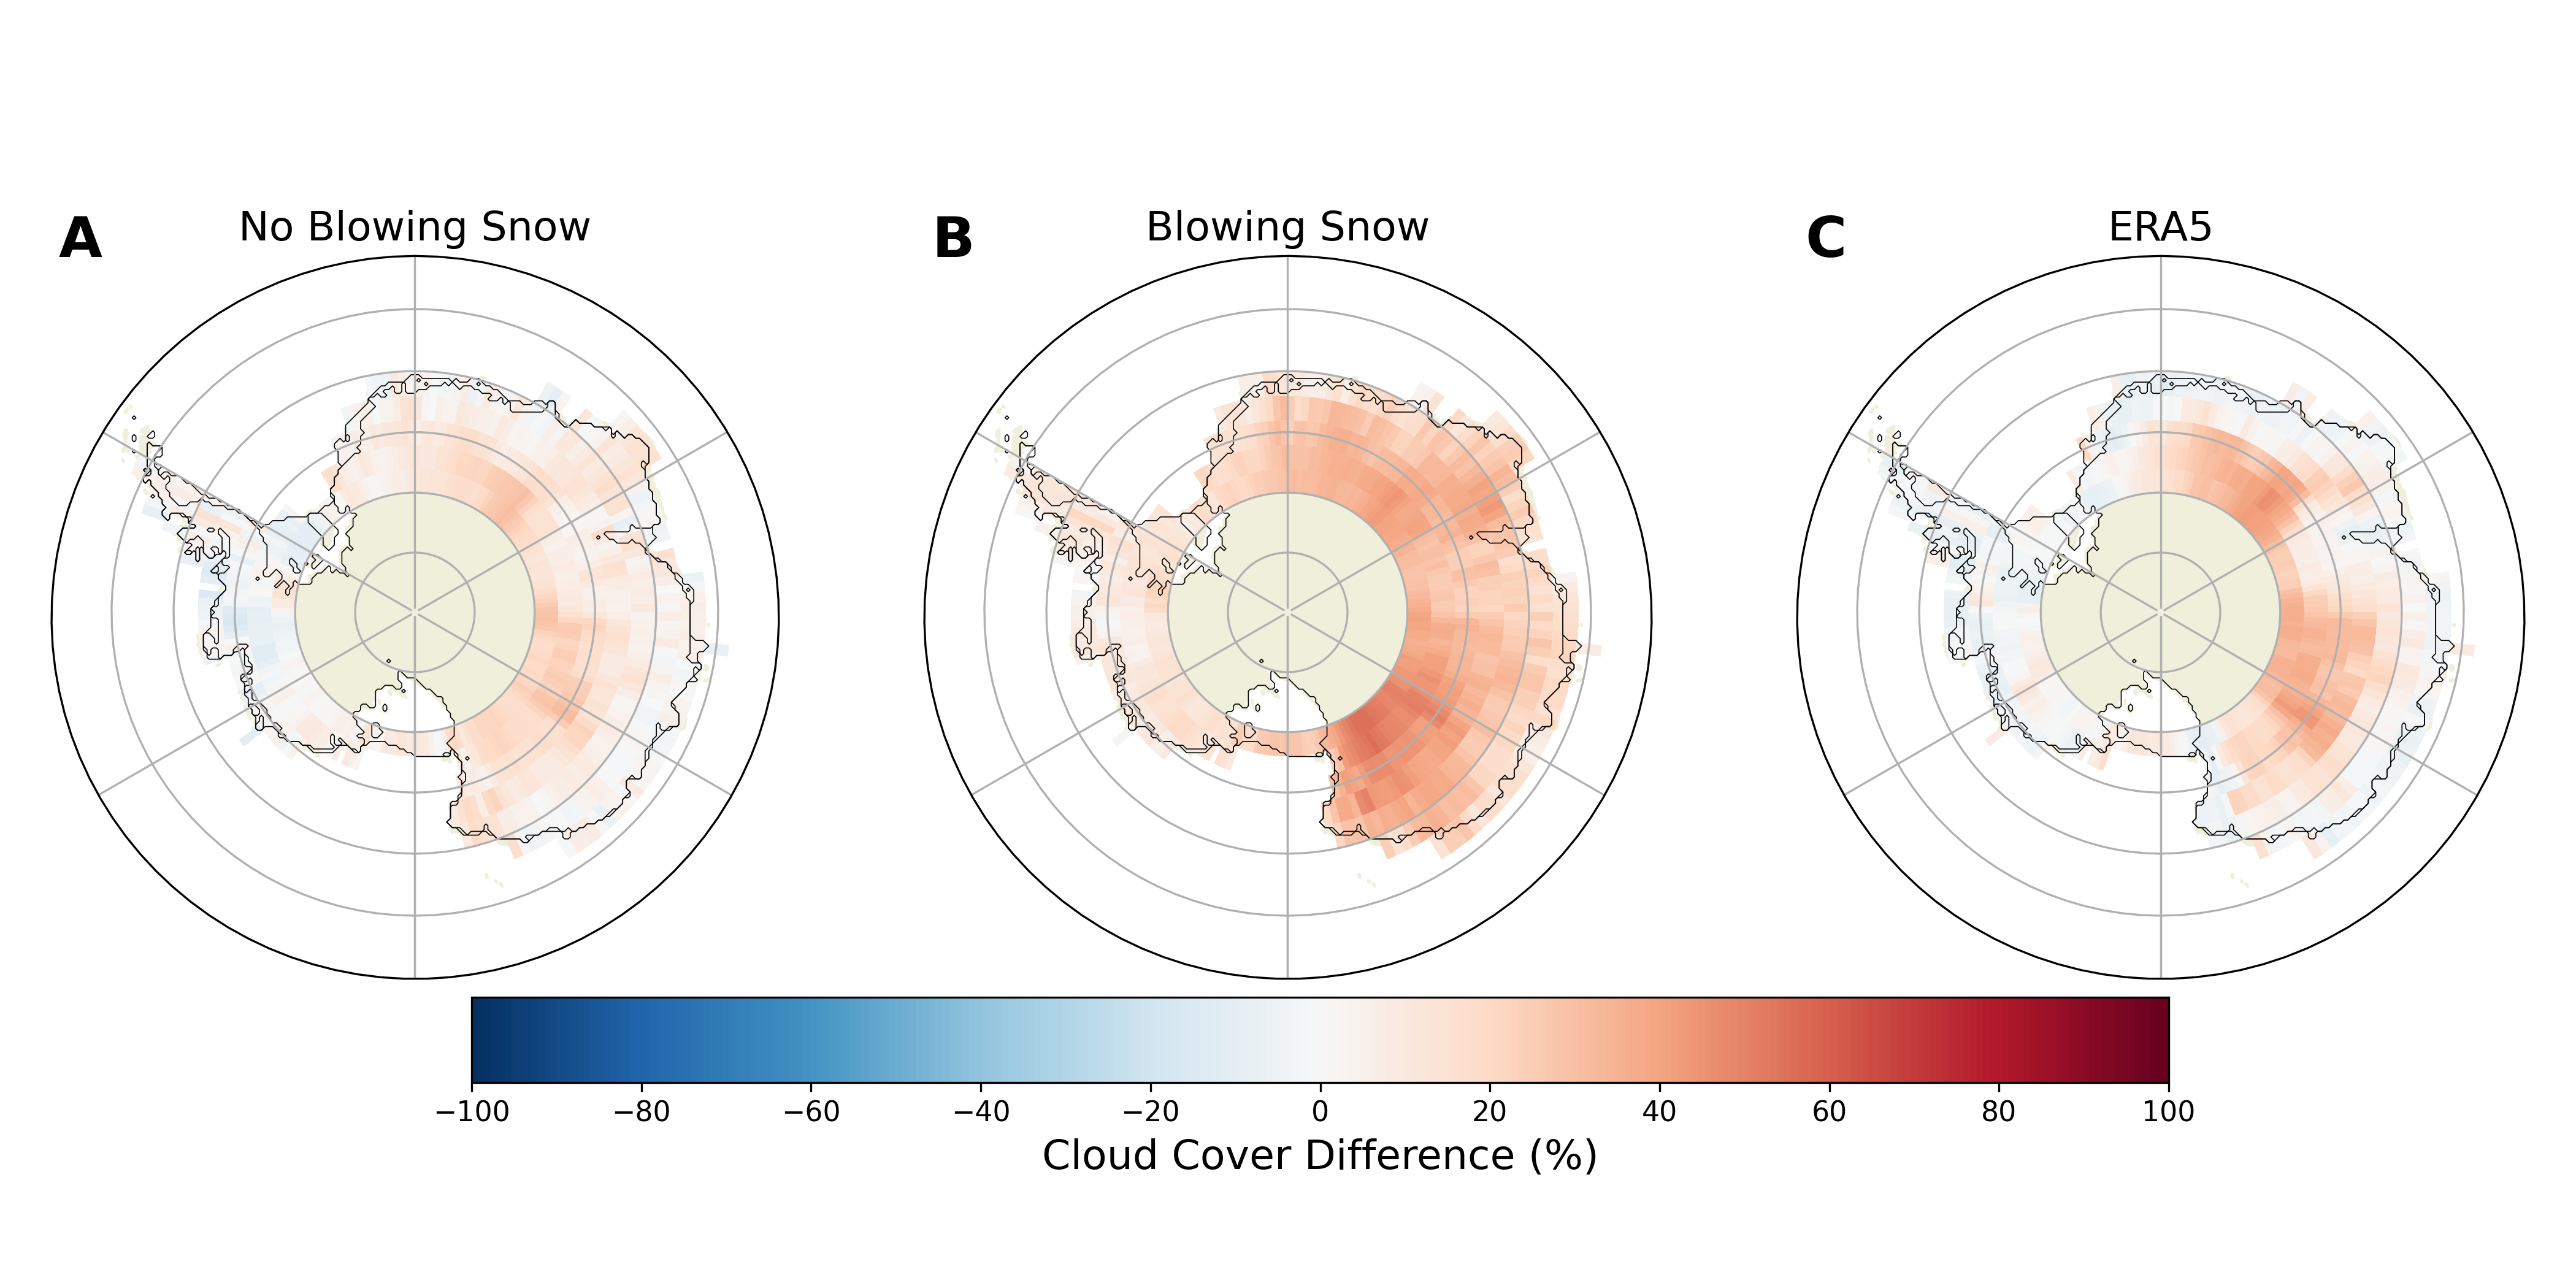 A No Blowing Snow
B Blowing Snow
C ERA5
−100 −80 −60 −40 −20 0 20 40 60 80 100
Cloud Cover Difference (%)